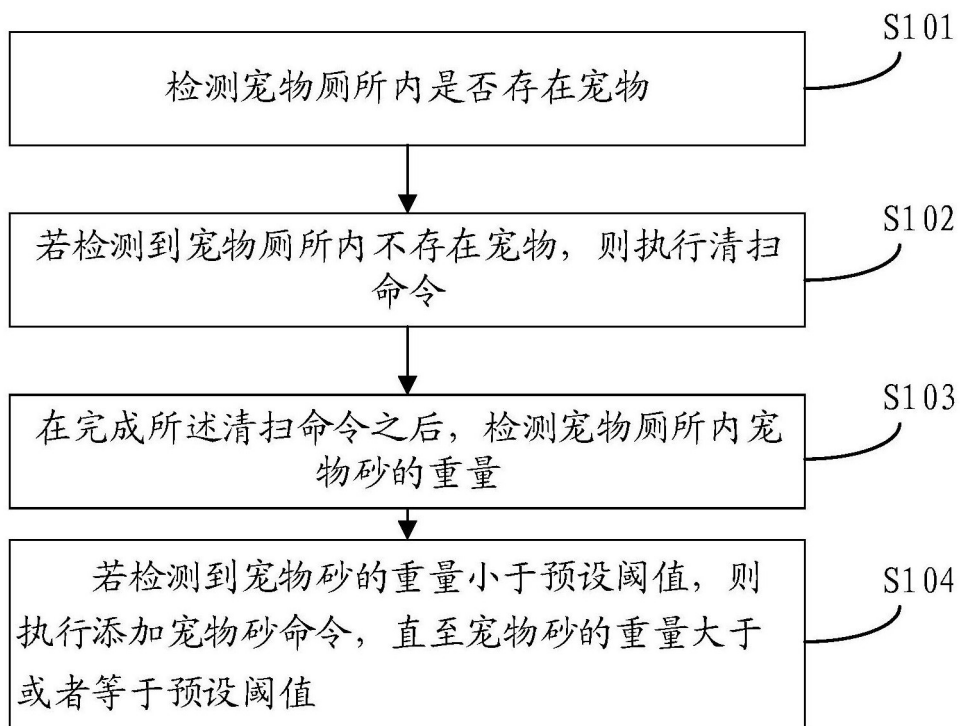 S101
检测宠物厕所内是否存在宠物
S102
若检测到宠物厕所内不存在宠物，则执行清扫
命令
S103
在完成所述清扫命令之后，检测宠物厕所内宠
物砂的重量
S104
若检测到宠物砂的重量小于预设阈值，则
执行添加宠物砂命令，直至宠物砂的重量大于
或者等于预设阈值